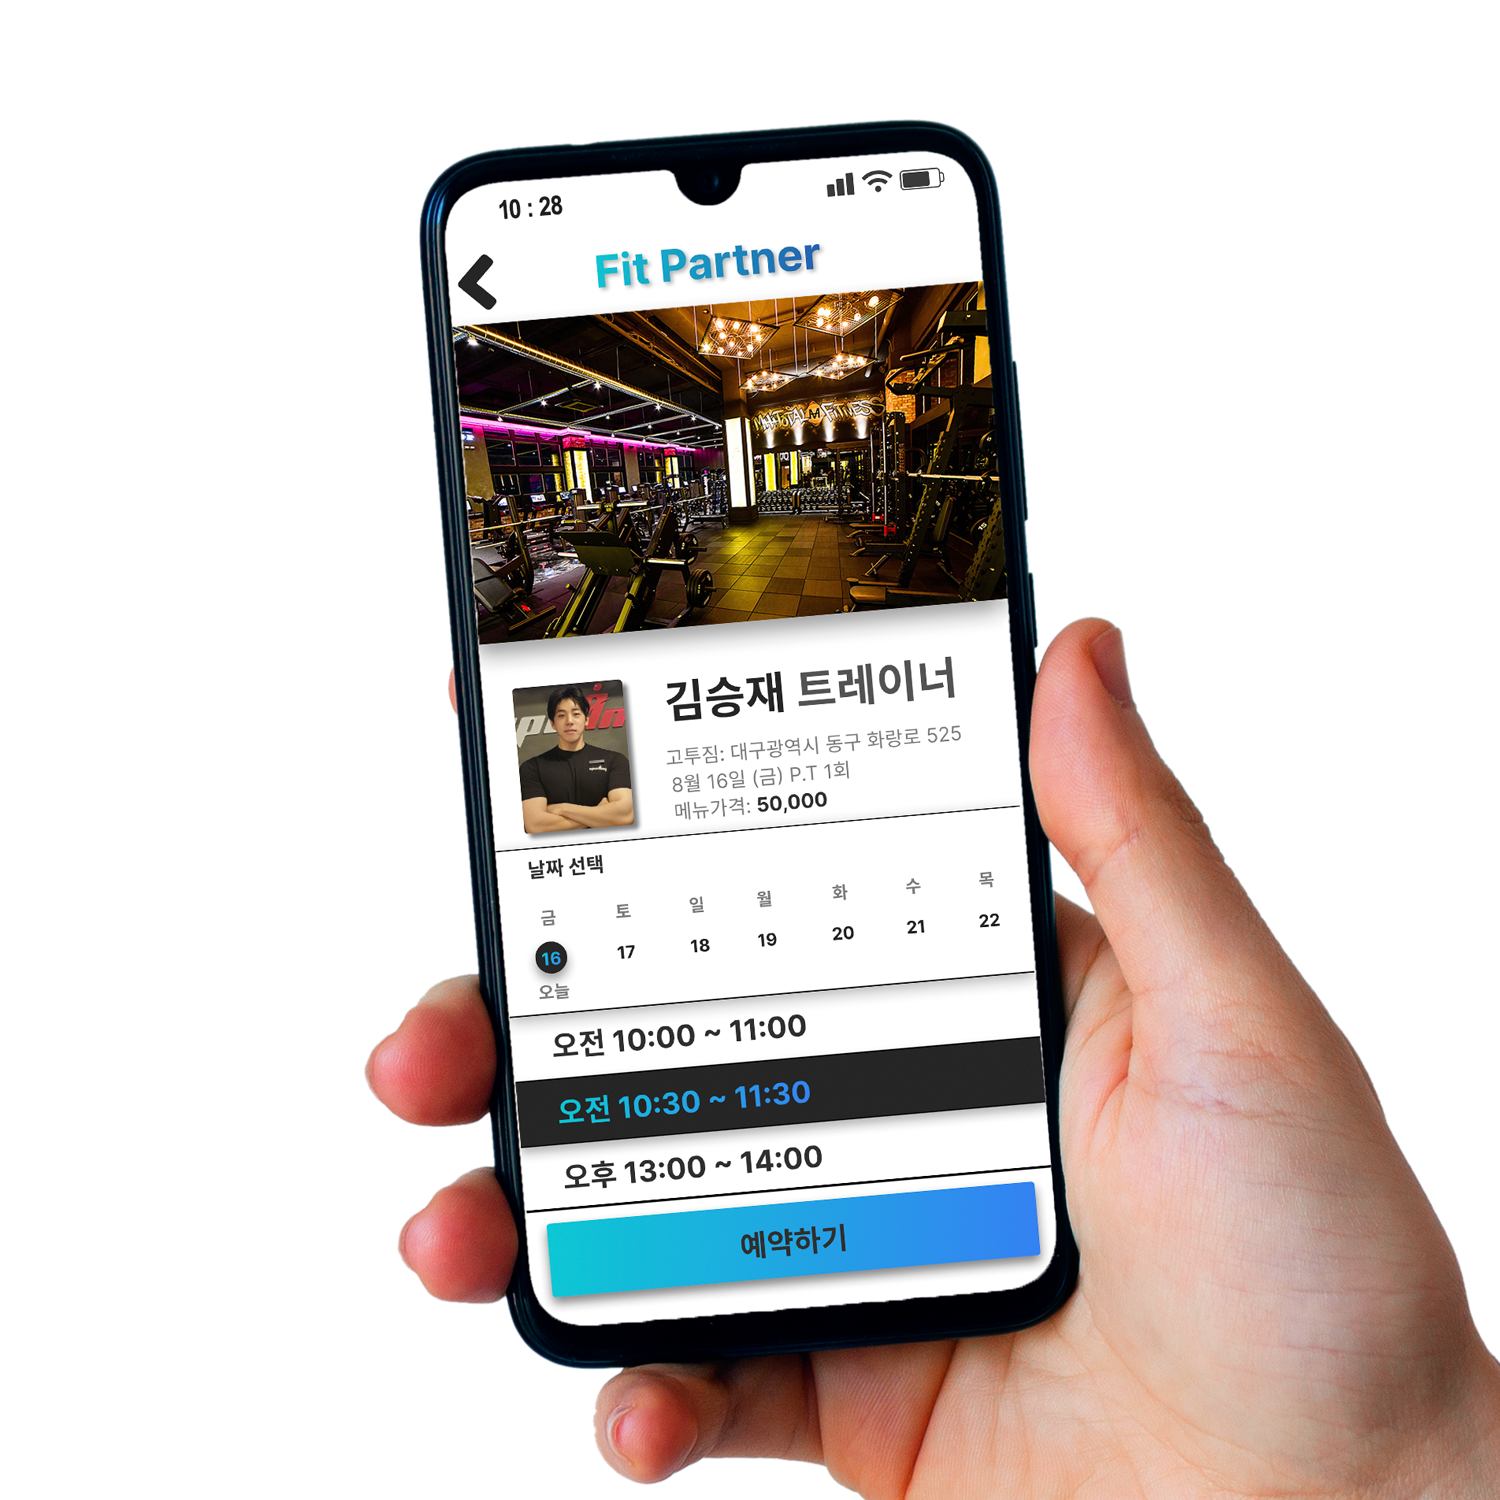 10 : 28
Fit Partner
FITNESS
김승재 트레이너
고투짐: 대구광역시 동구 화랑로 525
8월 16일 (금) P.T 1회
메뉴가격: 50,000
날짜 선택
금 토 일 월 화 수 목
16 17 18 19 20 21 22
오늘
오전 10:00 ~ 11:00
오전 10:30 ~ 11:30
오후 13:00 ~ 14:00
예약하기